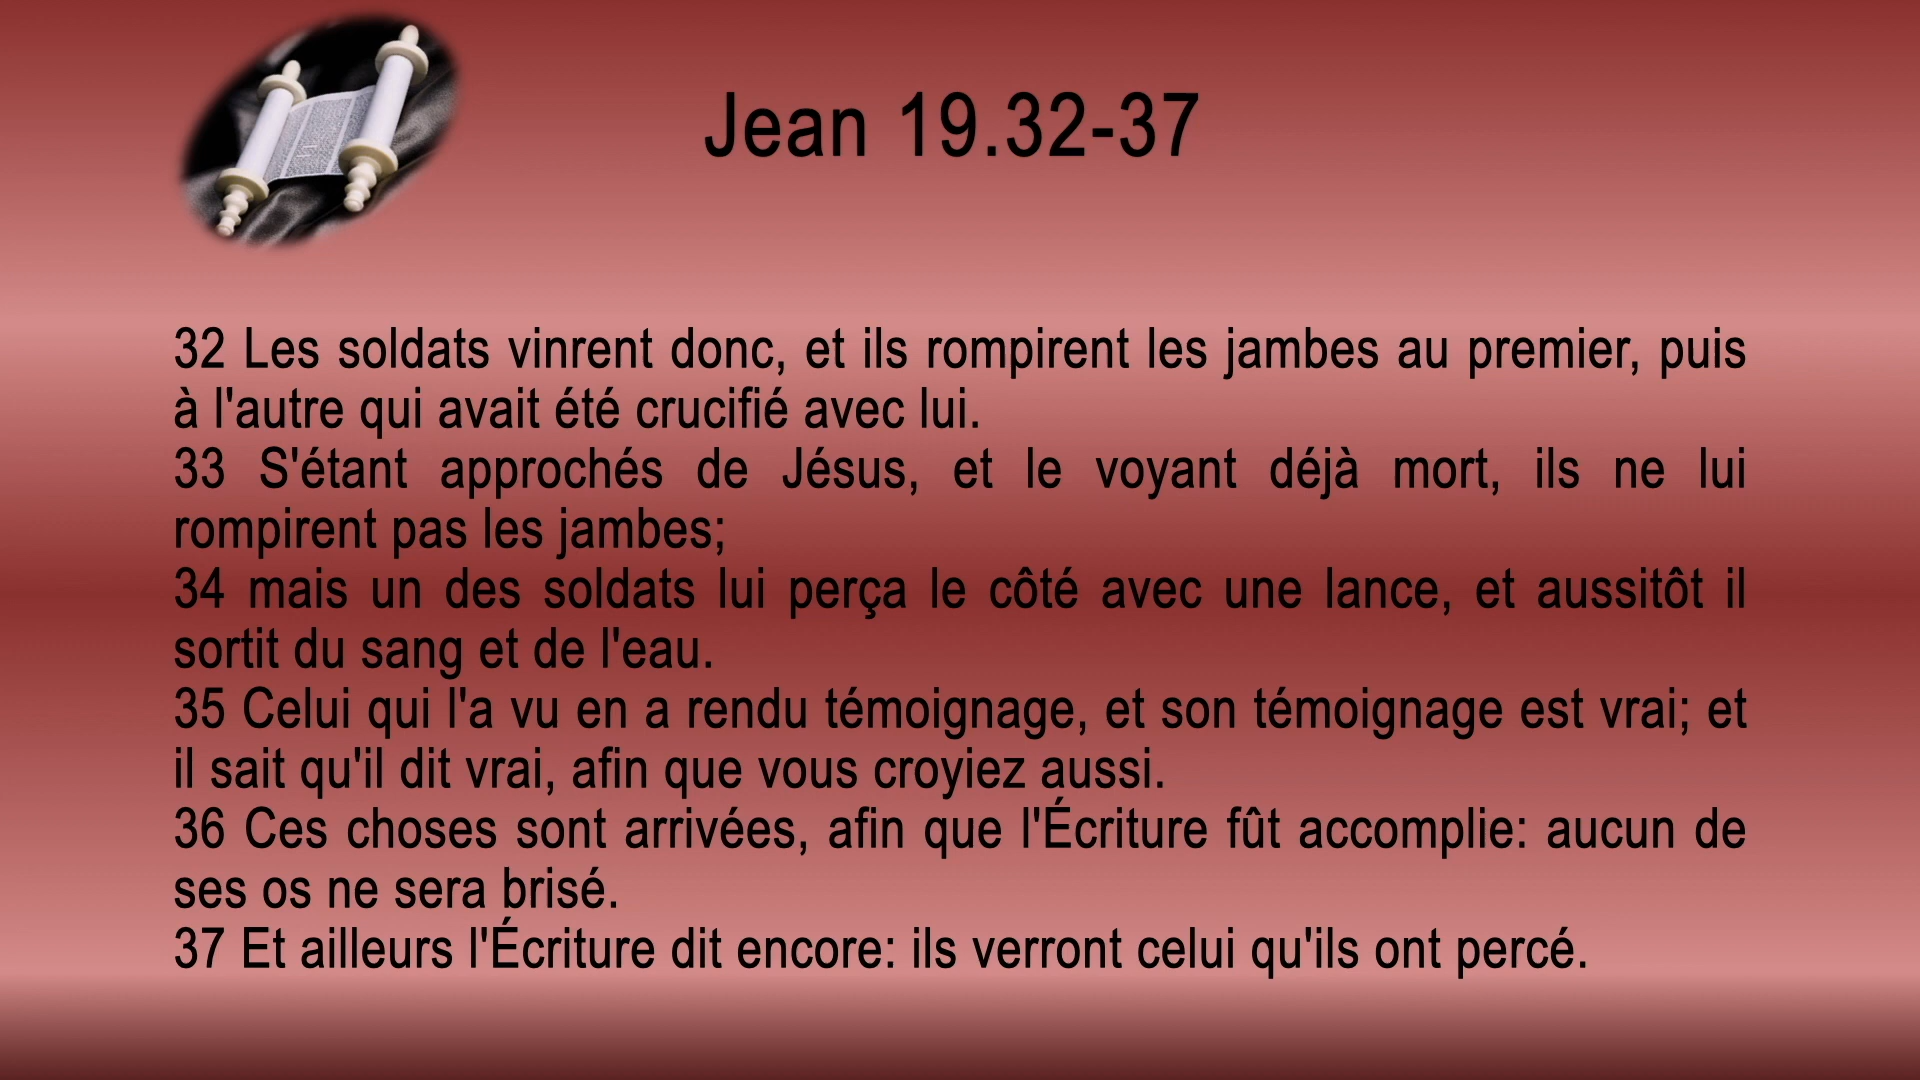 Jean 19.32-37
32 Les soldats vinrent donc, et ils rompirent les jambes au premier, puis
à l'autre qui avait été crucifié avec lui.
33 S'étant approchés de Jésus, et le voyant déjà mort, ils ne lui
rompirent pas les jambes;
34 mais un des soldats lui perça le côté avec une lance, et aussitôt il
sortit du sang et de l'eau.
35 Celui qui l'a vu en a rendu témoignage, et son témoignage est vrai; et
il sait qu'il dit vrai, afin que vous croyiez aussi.
36 Ces choses sont arrivées, afin que l'Écriture fût accomplie: aucun de
ses os ne sera brisé.
37 Et ailleurs l'Écriture dit encore: ils verront celui qu'ils ont percé.